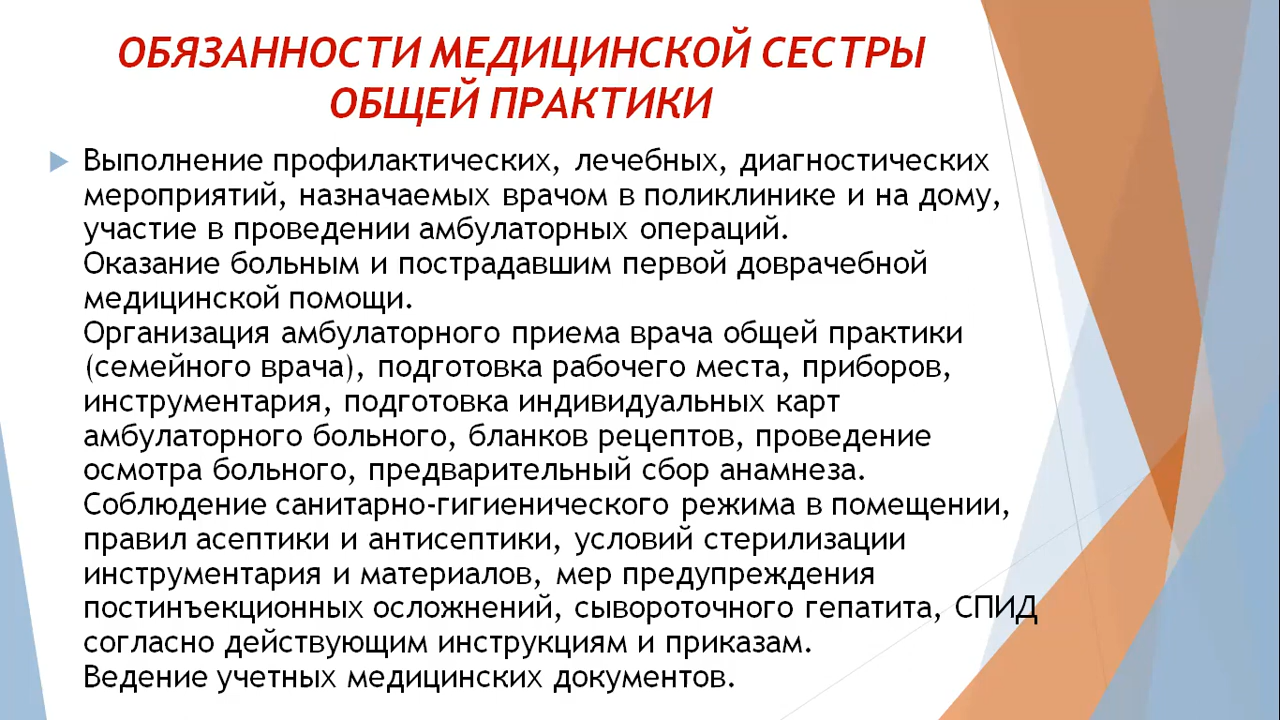 ОБЯЗАННОСТИ МЕДИЦИНСКОЙ СЕСТРЫ
ОБЩЕЙ ПРАКТИКИ
Выполнение профилактических, лечебных, диагностических
мероприятий, назначаемых врачом в поликлинике и на дому,
участие в проведении амбулаторных операций.
Оказание больным и пострадавшим первой доврачебной
медицинской помощи.
Организация амбулаторного приема врача общей практики
(семейного врача), подготовка рабочего места, приборов,
инструментария, подготовка индивидуальных карт
амбулаторного больного, бланков рецептов, проведение
осмотра больного, предварительный сбор анамнеза.
Соблюдение санитарно-гигиенического режима в помещении,
правил асептики и антисептики, условий стерилизации
инструментария и материалов, мер предупреждения
постинъекционных осложнений, сывороточного гепатита, СПИД
согласно действующим инструкциям и приказам.
Ведение учетных медицинских документов.